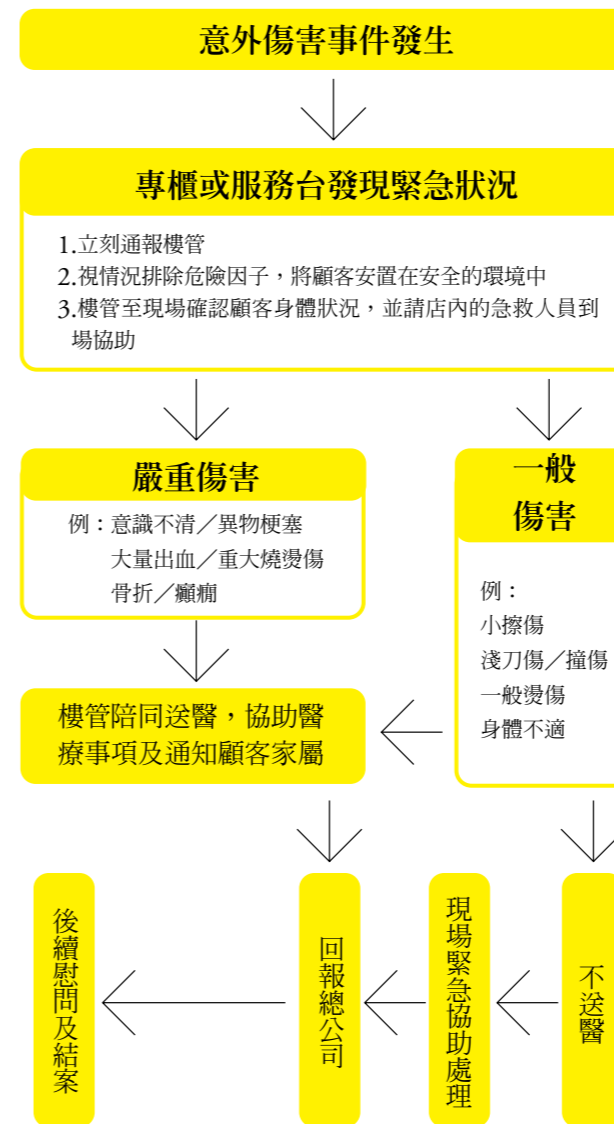 意外傷害事件發生
專櫃或服務台發現緊急狀況
1.立刻通報樓管
2.視情況排除危險因子，將顧客安置在安全的環境中
3.樓管至現場確認顧客身體狀況，並請店內的急救人員到
場協助
嚴重傷害
例：意識不清／異物梗塞
大量出血／重大燒燙傷
骨折／癲癇
一般
傷害
例：
小擦傷
淺刀傷／撞傷
一般燙傷
身體不適
樓管陪同送醫，協助醫
療事項及通知顧客家屬
不送醫
現場緊急協助處理
回報總公司
後續慰問及結案